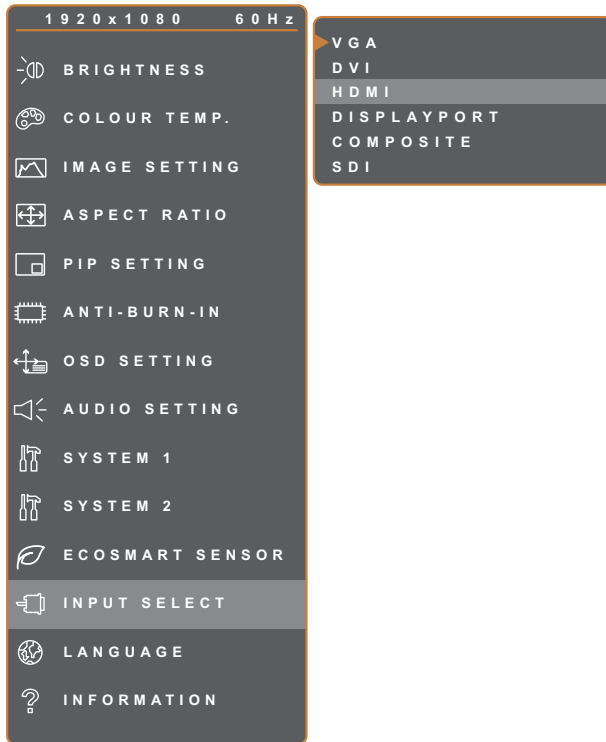 1920x1080 60Hz
BRIGHTNESS
COLOUR TEMP.
IMAGE SETTING
ASPECT RATIO
PIP SETTING
ANTI-BURN-IN
OSD SETTING
AUDIO SETTING
SYSTEM 1
SYSTEM 2
ECOSMART SENSOR
INPUT SELECT
LANGUAGE
INFORMATION
VGA
DVI
HDMI
DISPLAYPORT
COMPOSITE
SDI